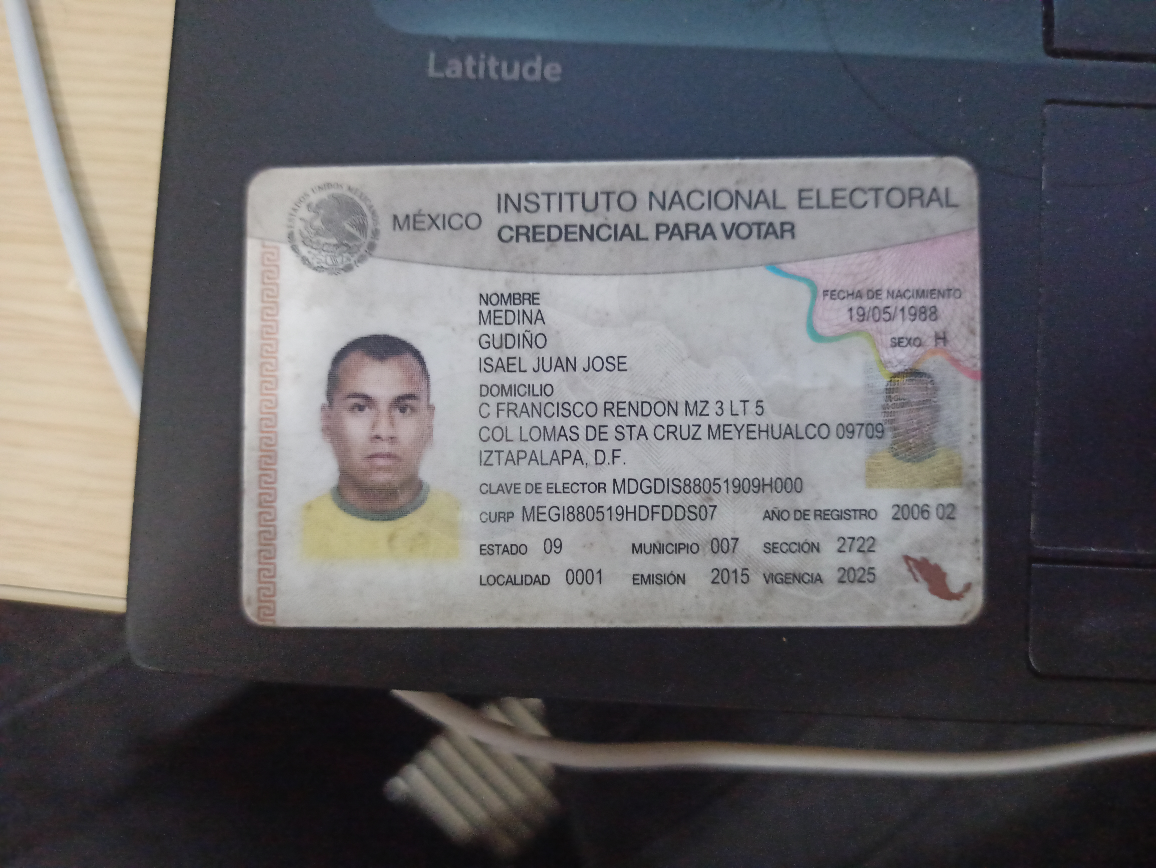 Latitude
ESTADOS UNIDOS MEXICANOS
MÉXICO
INSTITUTO NACIONAL ELECTORAL
CREDENCIAL PARA VOTAR
NOMBRE
MEDINA
GUDIÑO
ISAEL JUAN JOSE
FECHA DE NACIMIENTO
19/05/1988
SEXO H
DOMICILIO
C FRANCISCO RENDON MZ 3 LT 5
COL LOMAS DE STA CRUZ MEYEHUALCO 09709
IZTAPALAPA, D.F.
CLAVE DE ELECTOR MDGDIS88051909H000
CURP MEGI880519HDFDDS07 AÑO DE REGISTRO 2006 02
ESTADO 09 MUNICIPIO 007 SECCIÓN 2722
LOCALIDAD 0001 EMISIÓN 2015 VIGENCIA 2025